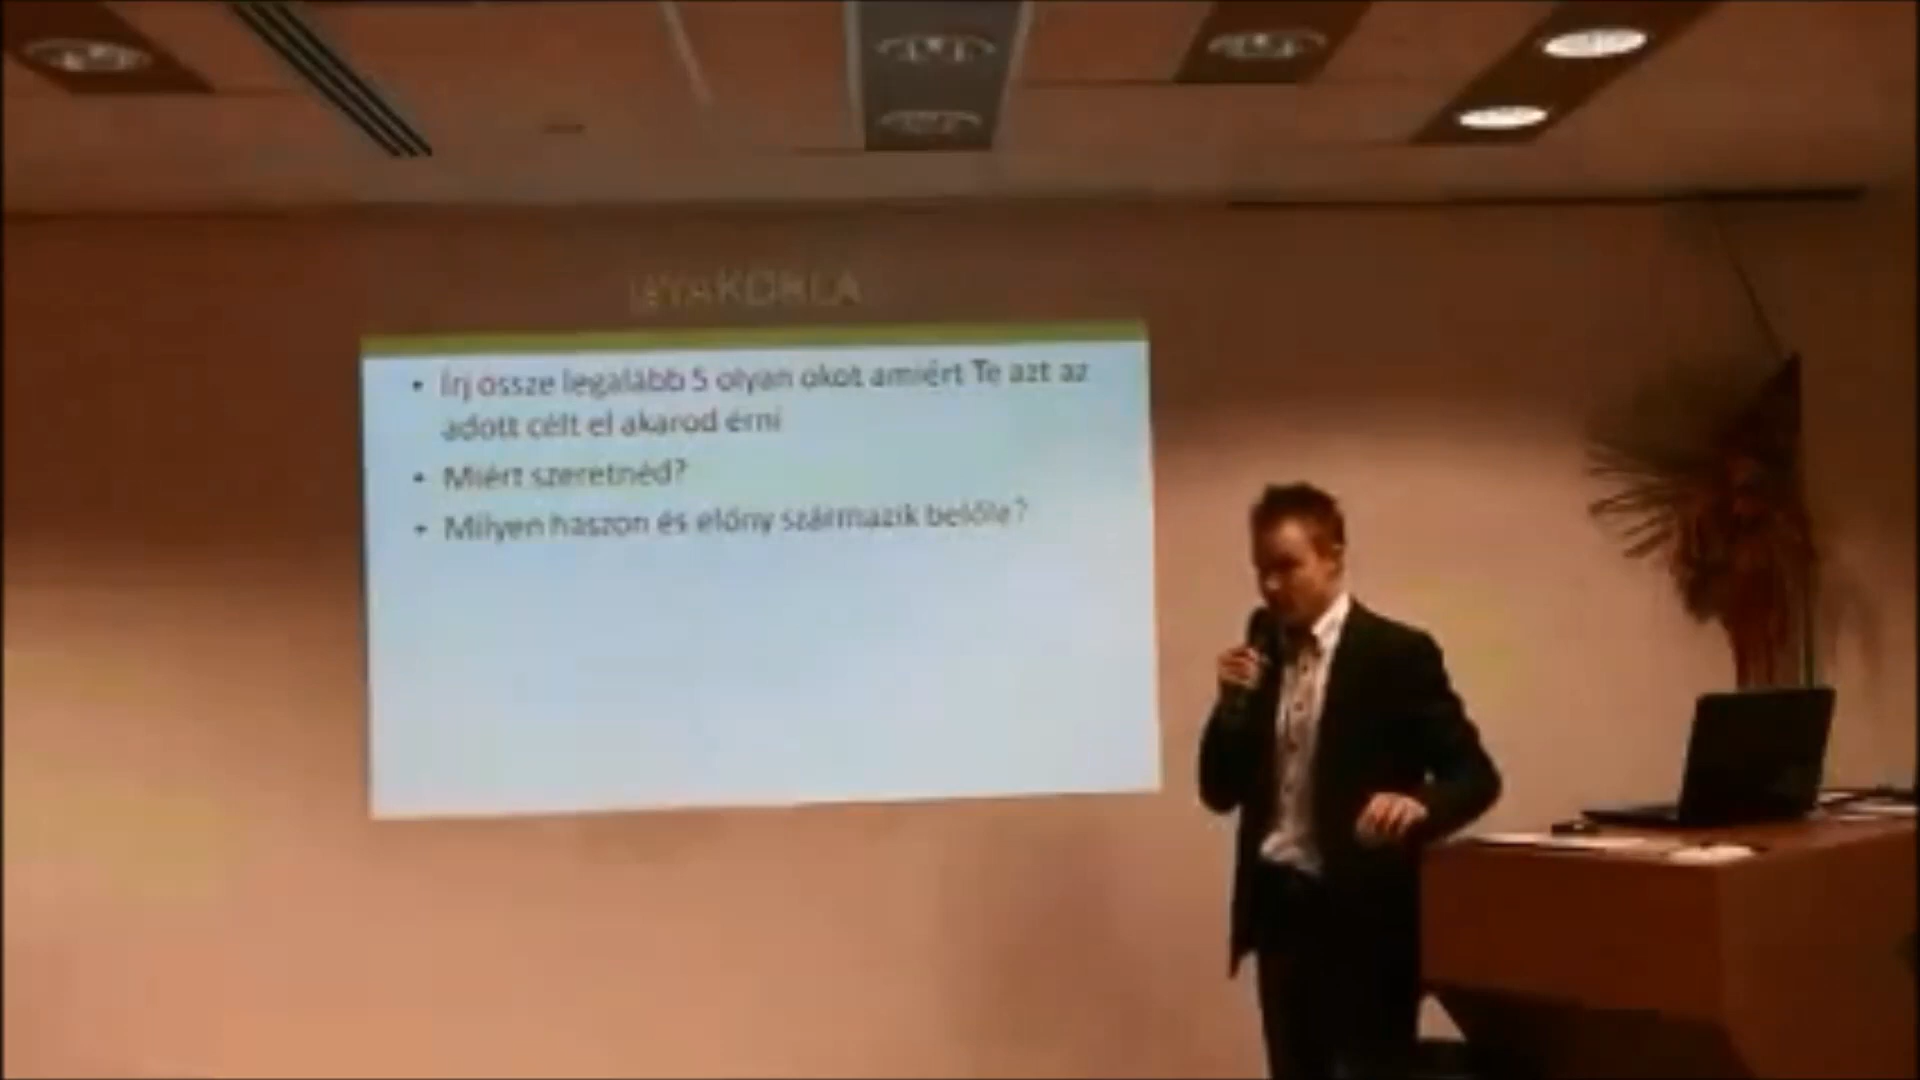 GYAKORLA
• Írj össze legalább 5 olyan okot amiért Te azt az
adott célt el akarod érni
• Miért szeretnéd?
• Milyen haszon és előny származik belőle?